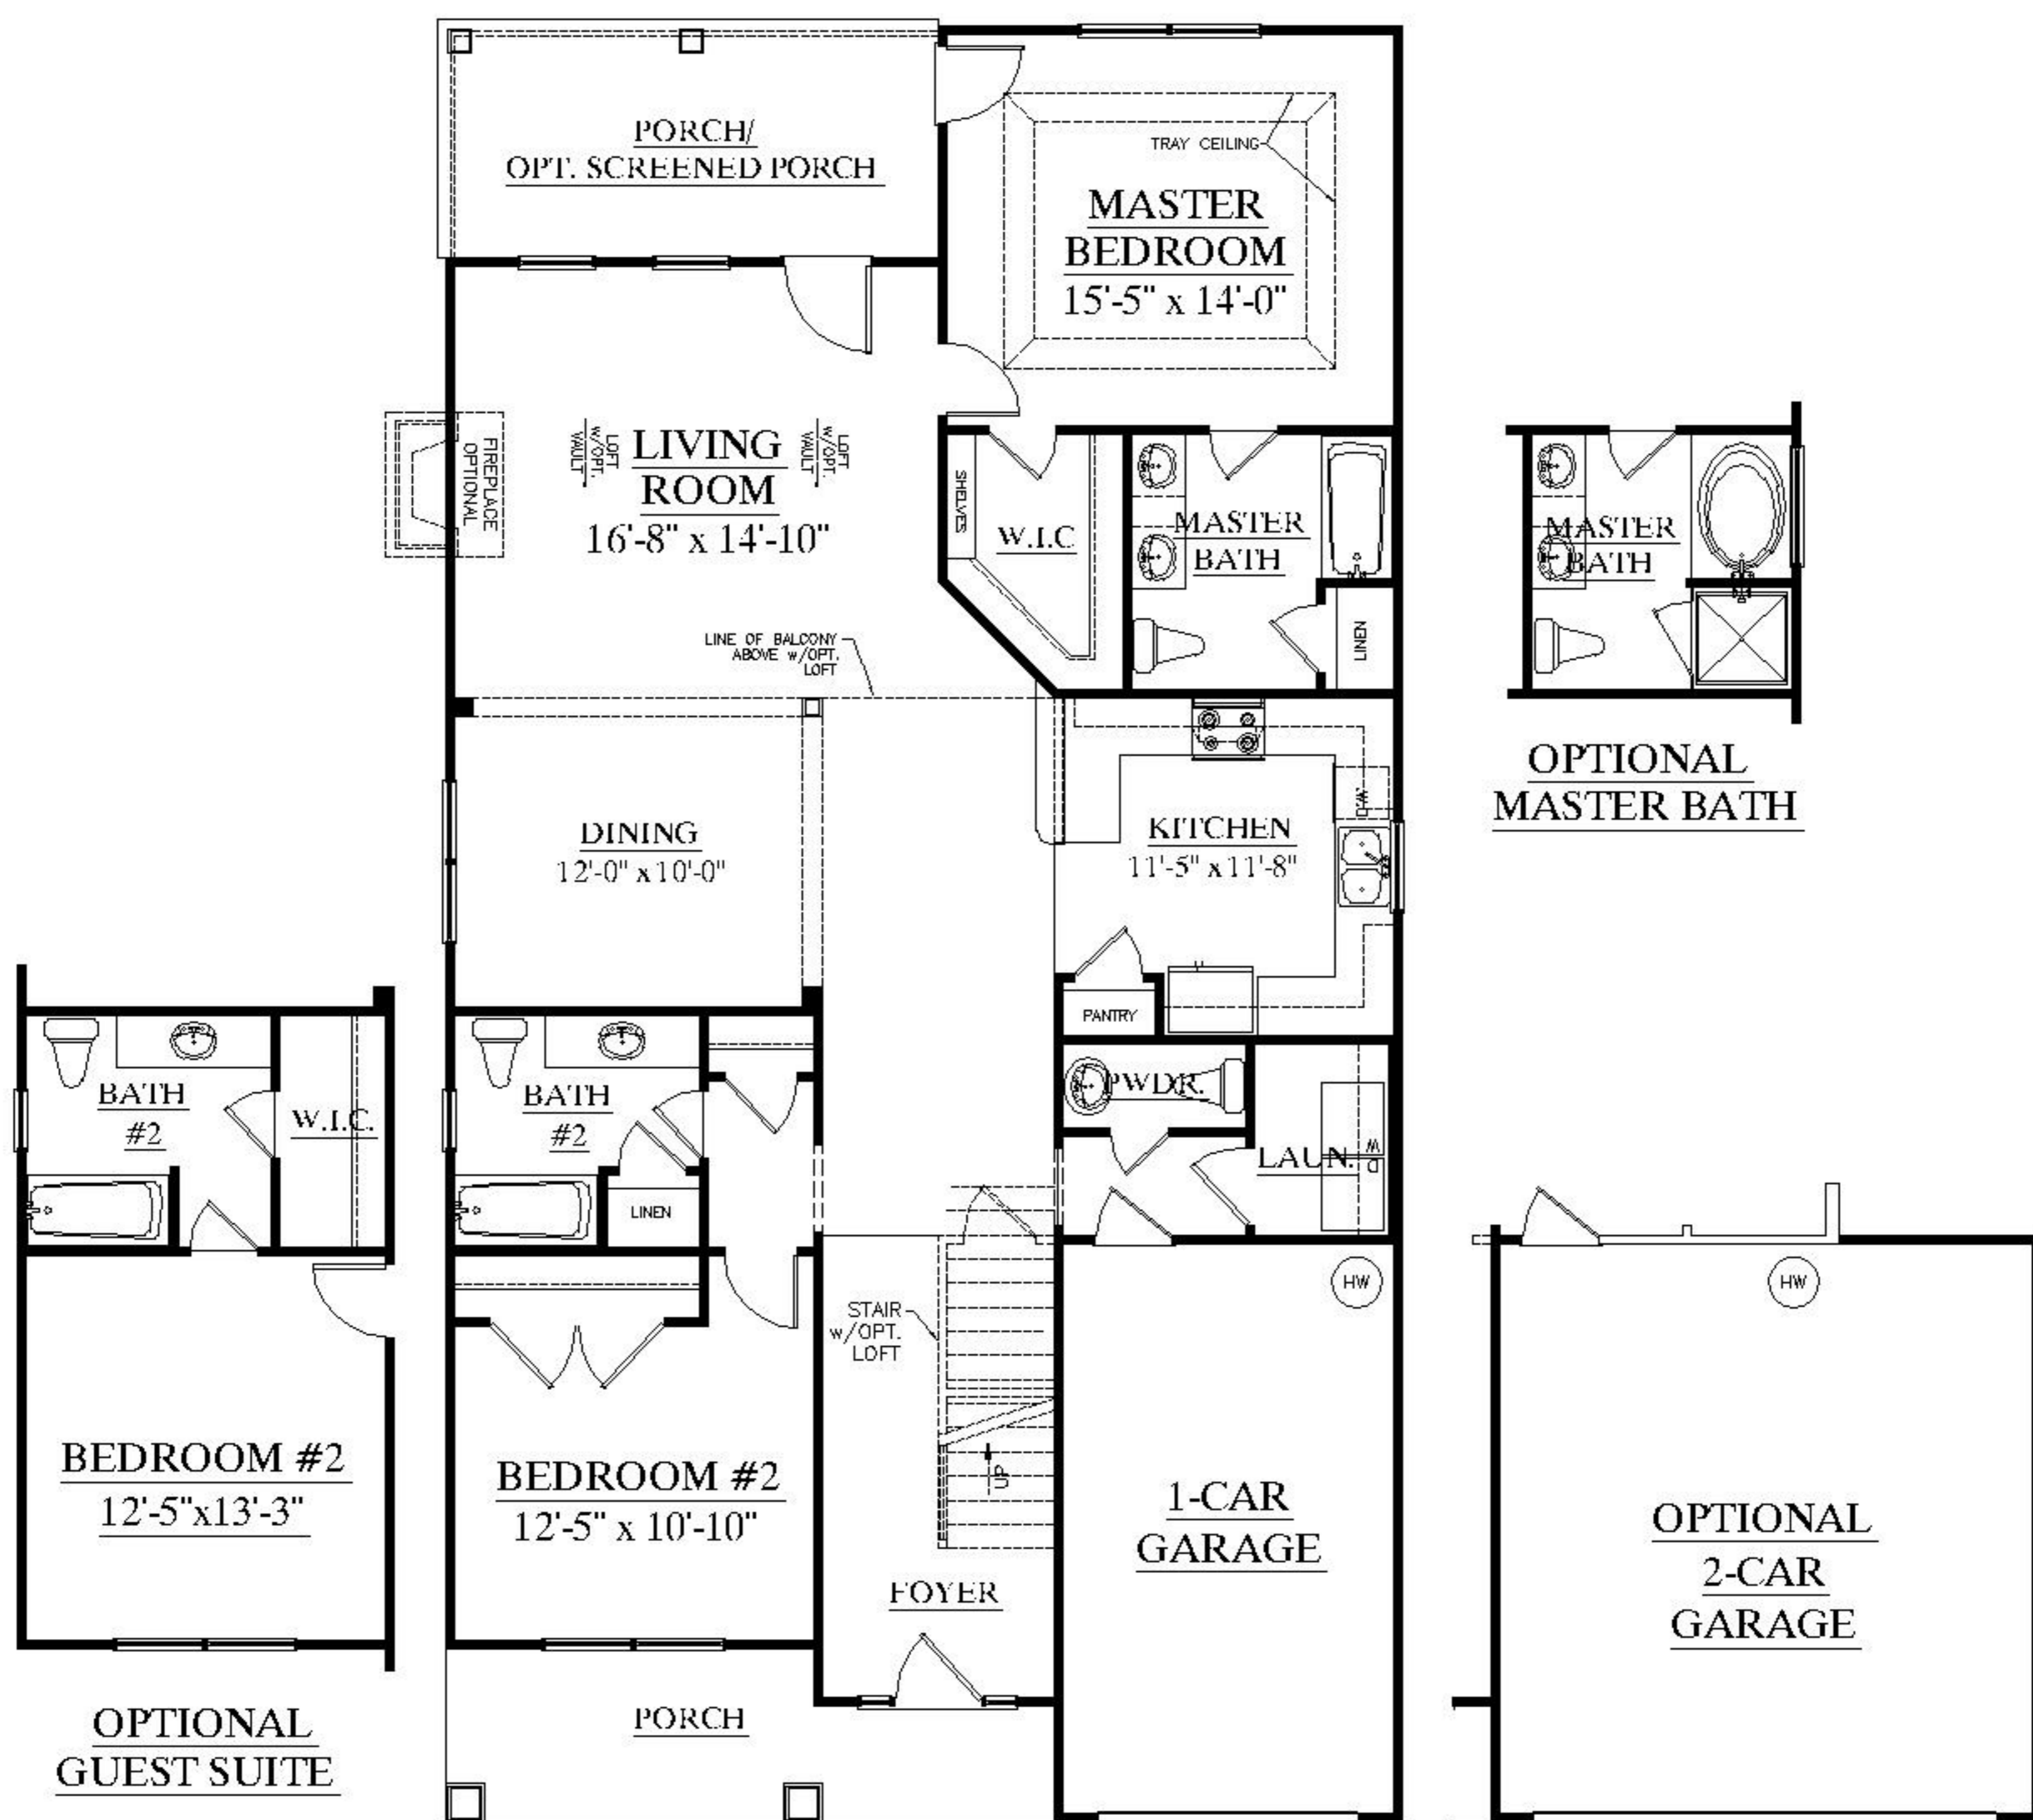 PORCH/
OPT. SCREENED PORCH
TRAY CEILING
MASTER
BEDROOM
15'-5" x 14'-0"
FIREPLACE
OPTIONAL
LOFT
w/OPT.
VAULT
LIVING
ROOM
16'-8" x 14'-10"
LOFT
w/OPT.
VAULT
SHELVES
W.I.C
MASTER
BATH
LINEN
MASTER
BATH
OPTIONAL
MASTER BATH
LINE OF BALCONY
ABOVE w/OPT.
LOFT
DINING
12'-0" x 10'-0"
KITCHEN
11'-5" x 11'-8"
PANTRY
BATH
#2
W.I.C.
BATH
#2
LINEN
PWDR.
LAUN.
W
D
HW
HW
STAIR
w/OPT.
LOFT
UP
BEDROOM #2
12'-5"x13'-3"
BEDROOM #2
12'-5" x 10'-10"
FOYER
1-CAR
GARAGE
OPTIONAL
2-CAR
GARAGE
OPTIONAL
GUEST SUITE
PORCH